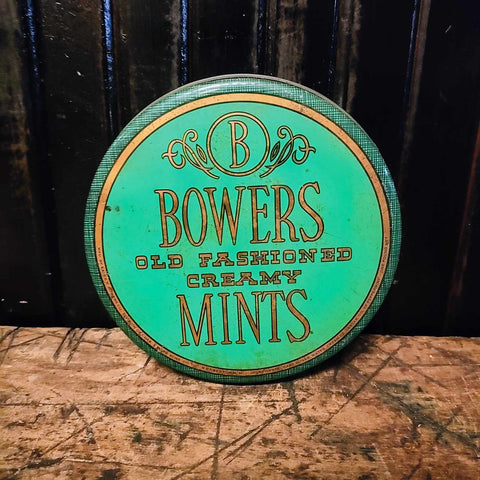 B
BOWERS
OLD FASHIONED
CREAMY
MINTS